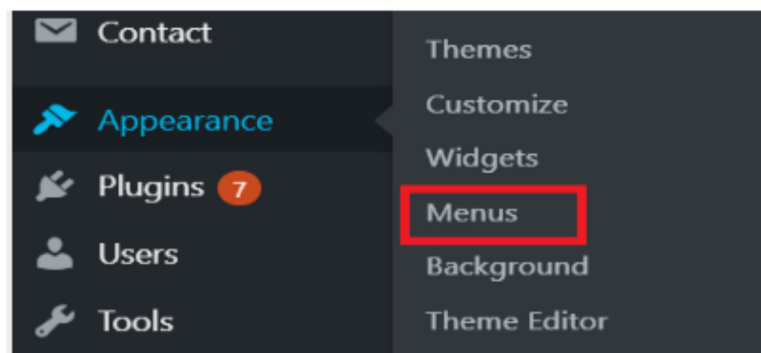 Contact
Appearance
Plugins 7
Users
Tools
Themes
Customize
Widgets
Menus
Background
Theme Editor